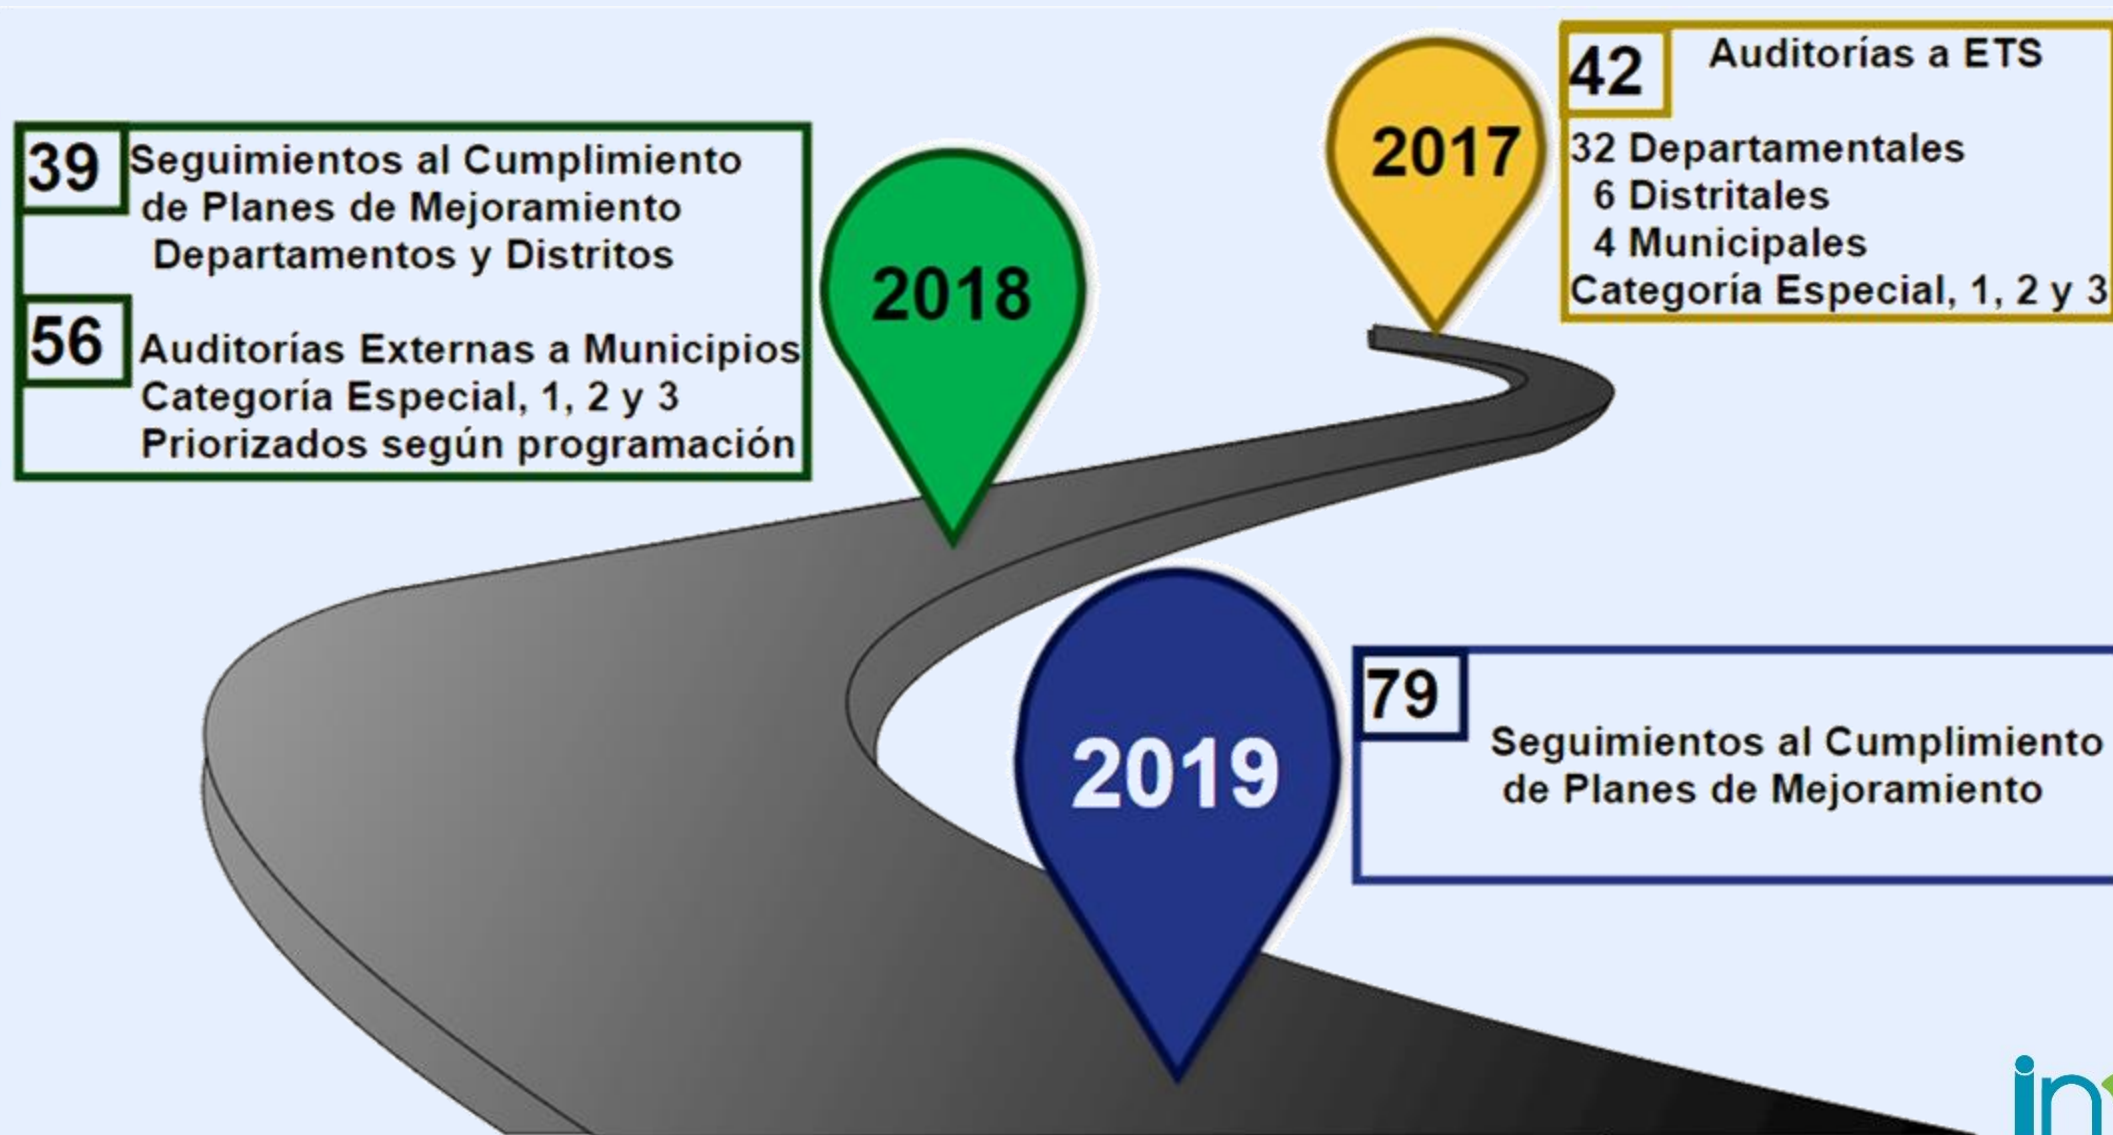 2017
42 Auditorías a ETS
32 Departamentales
6 Distritales
4 Municipales
Categoría Especial, 1, 2 y 3
2018
39 Seguimientos al Cumplimiento
de Planes de Mejoramiento
Departamentos y Distritos
56 Auditorías Externas a Municipios
Categoría Especial, 1, 2 y 3
Priorizados según programación
2019
79
Seguimientos al Cumplimiento
de Planes de Mejoramiento